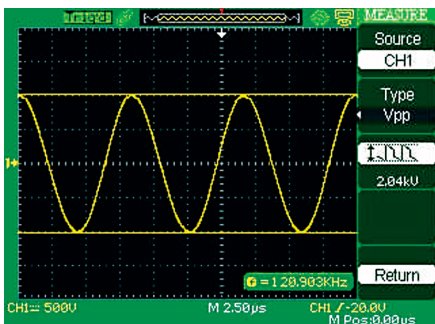 Trig'd MEASURE
Source
CH1
Type
Vpp
2.04kV
f =120.903KHz
Return
CH1 500V M 2.50μs CH1 -20.0V
M Pos:0.00μs